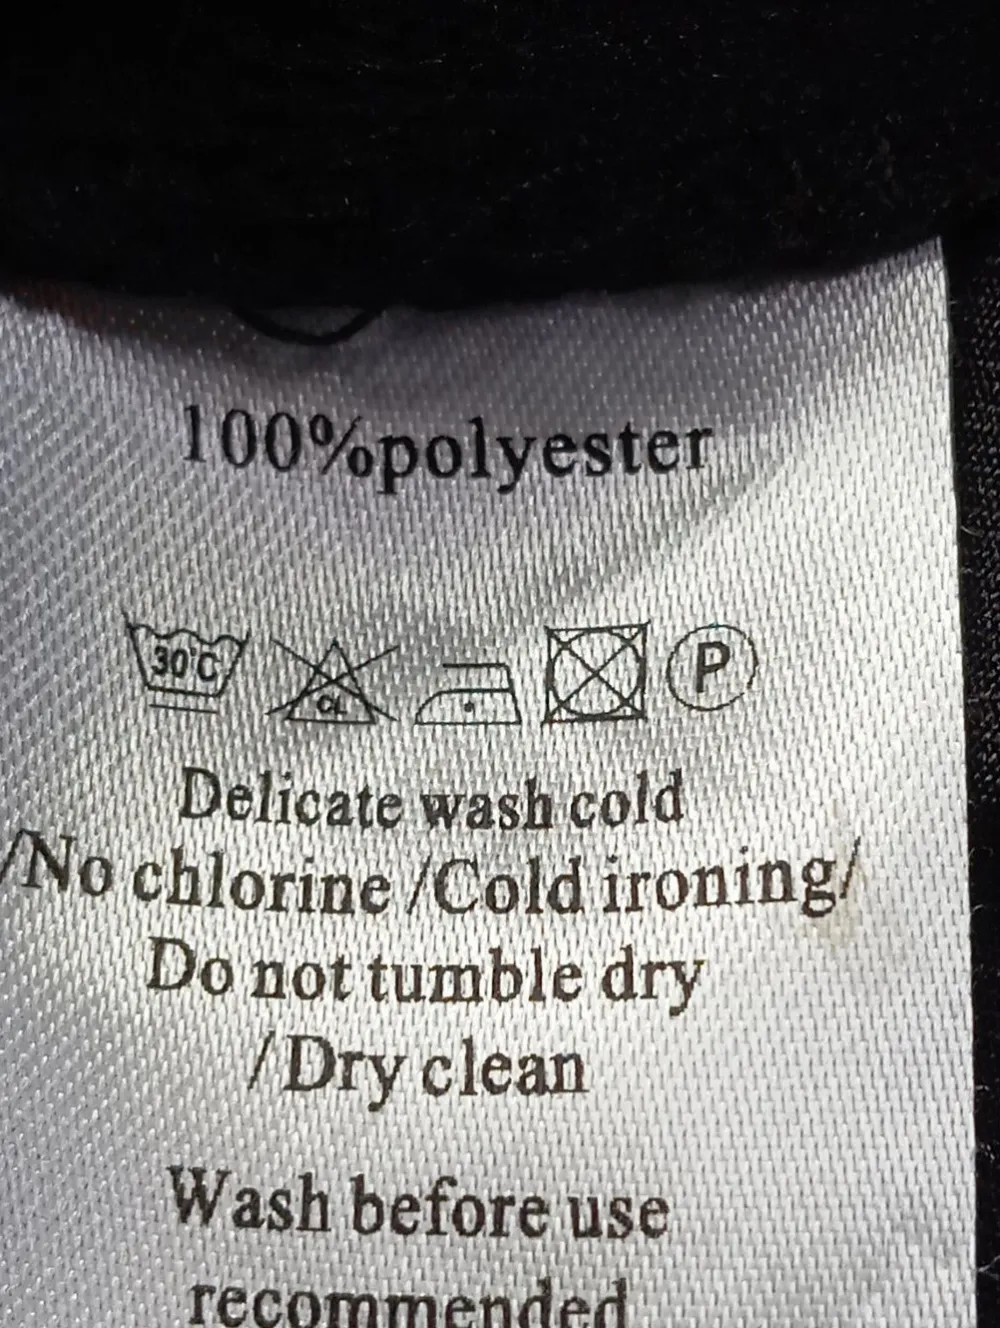 100%polyester
30°C CL P
Delicate wash cold
/No chlorine /Cold ironing/
Do not tumble dry
/Dry clean
Wash before use
recommended